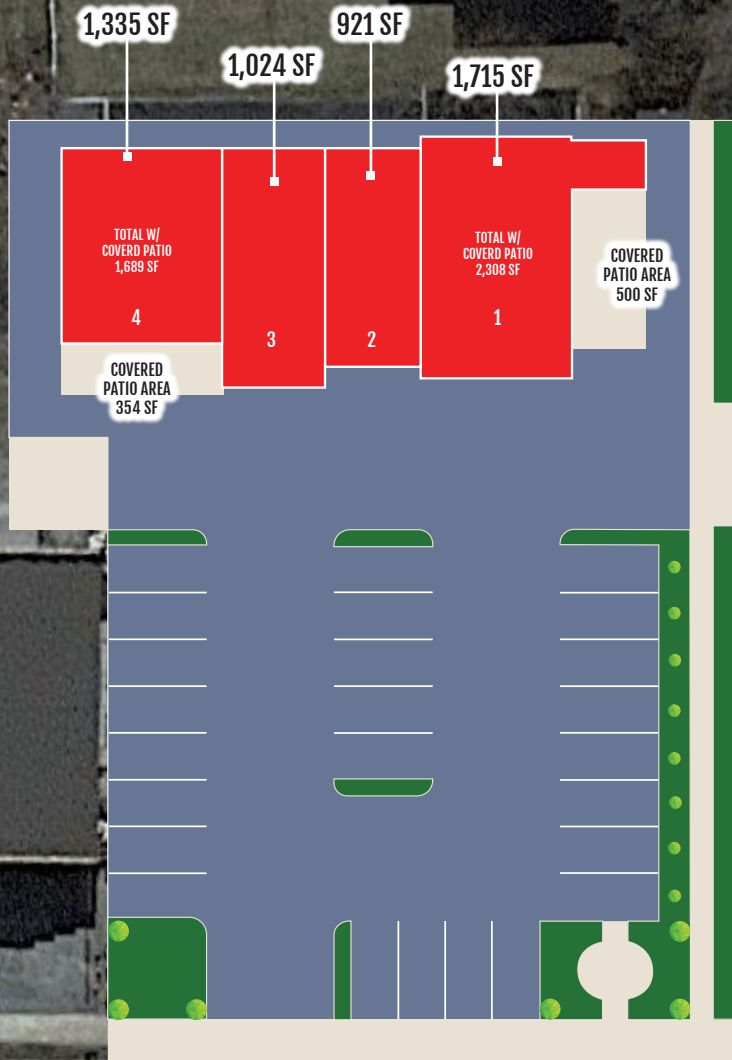 1,335 SF
1,024 SF
921 SF
1,715 SF
TOTAL W/
COVERD PATIO
1,689 SF
4
3
2
TOTAL W/
COVERD PATIO
2,308 SF
1
COVERED
PATIO AREA
500 SF
COVERED
PATIO AREA
354 SF